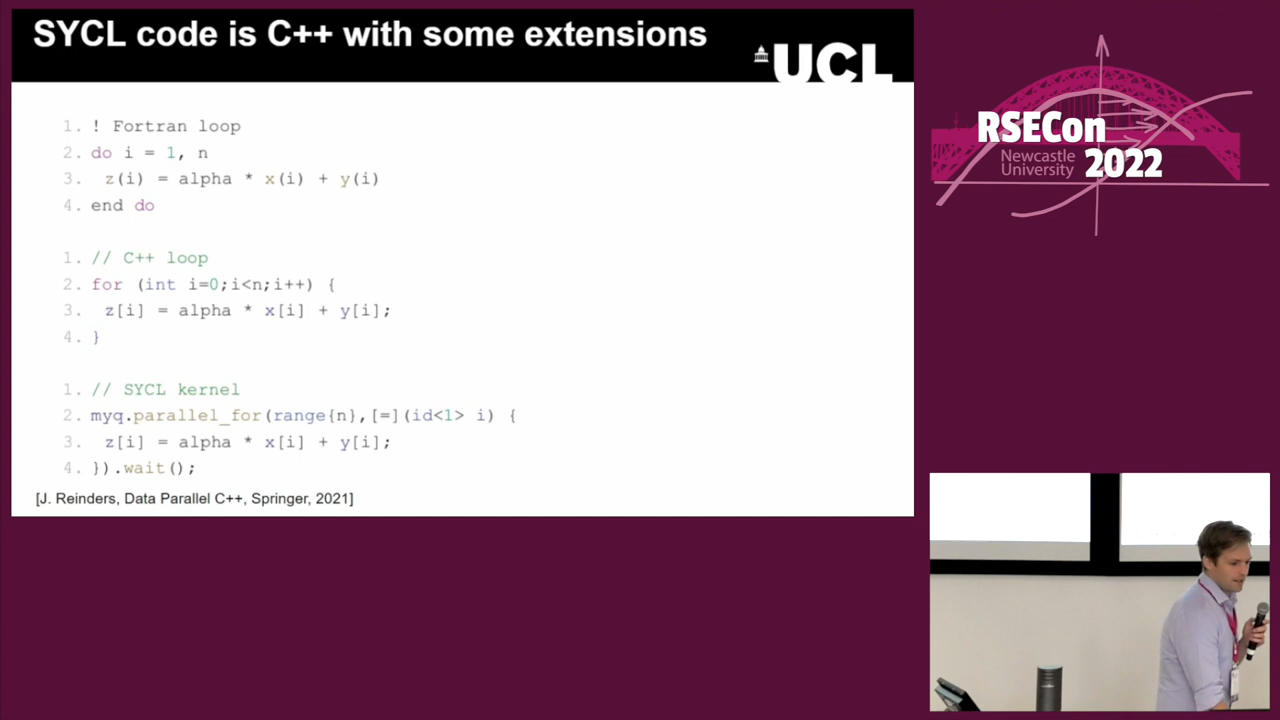 SYCL code is C++ with some extensions
UCL
1. ! Fortran loop
2. do i = 1, n
3. z(i) = alpha * x(i) + y(i)
4. end do
1. // C++ loop
2. for (int i=0;i<n;i++) {
3. z[i] = alpha * x[i] + y[i];
4. }
1. // SYCL kernel
2. myq.parallel_for(range{n},[=](id<1> i) {
3. z[i] = alpha * x[i] + y[i];
4. }).wait();
[J. Reinders, Data Parallel C++, Springer, 2021]
RSECon
Newcastle
University 2022